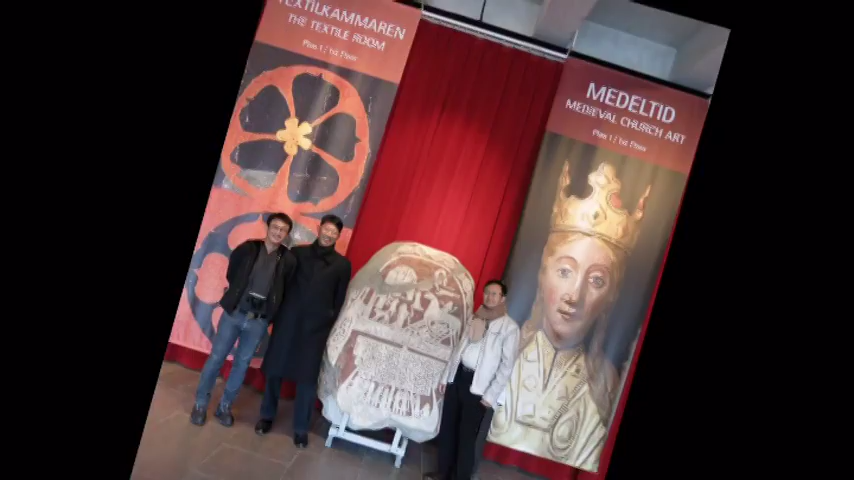 TEXTILKAMMAREN
THE TEXTILE ROOM
Plan 1 / 1st Floor
MEDELTID
MEDIEVAL CHURCH ART
Plan 1 / 1st Floor